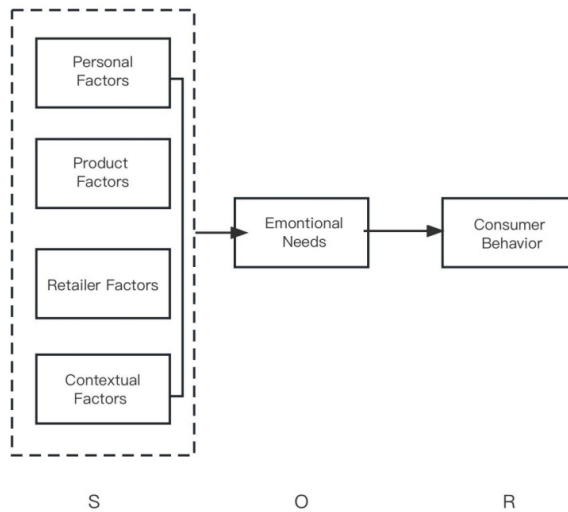 Personal
Factors
Product
Factors
Retailer Factors
Contextual
Factors
Emontional
Needs
Consumer
Behavior
S
O
R